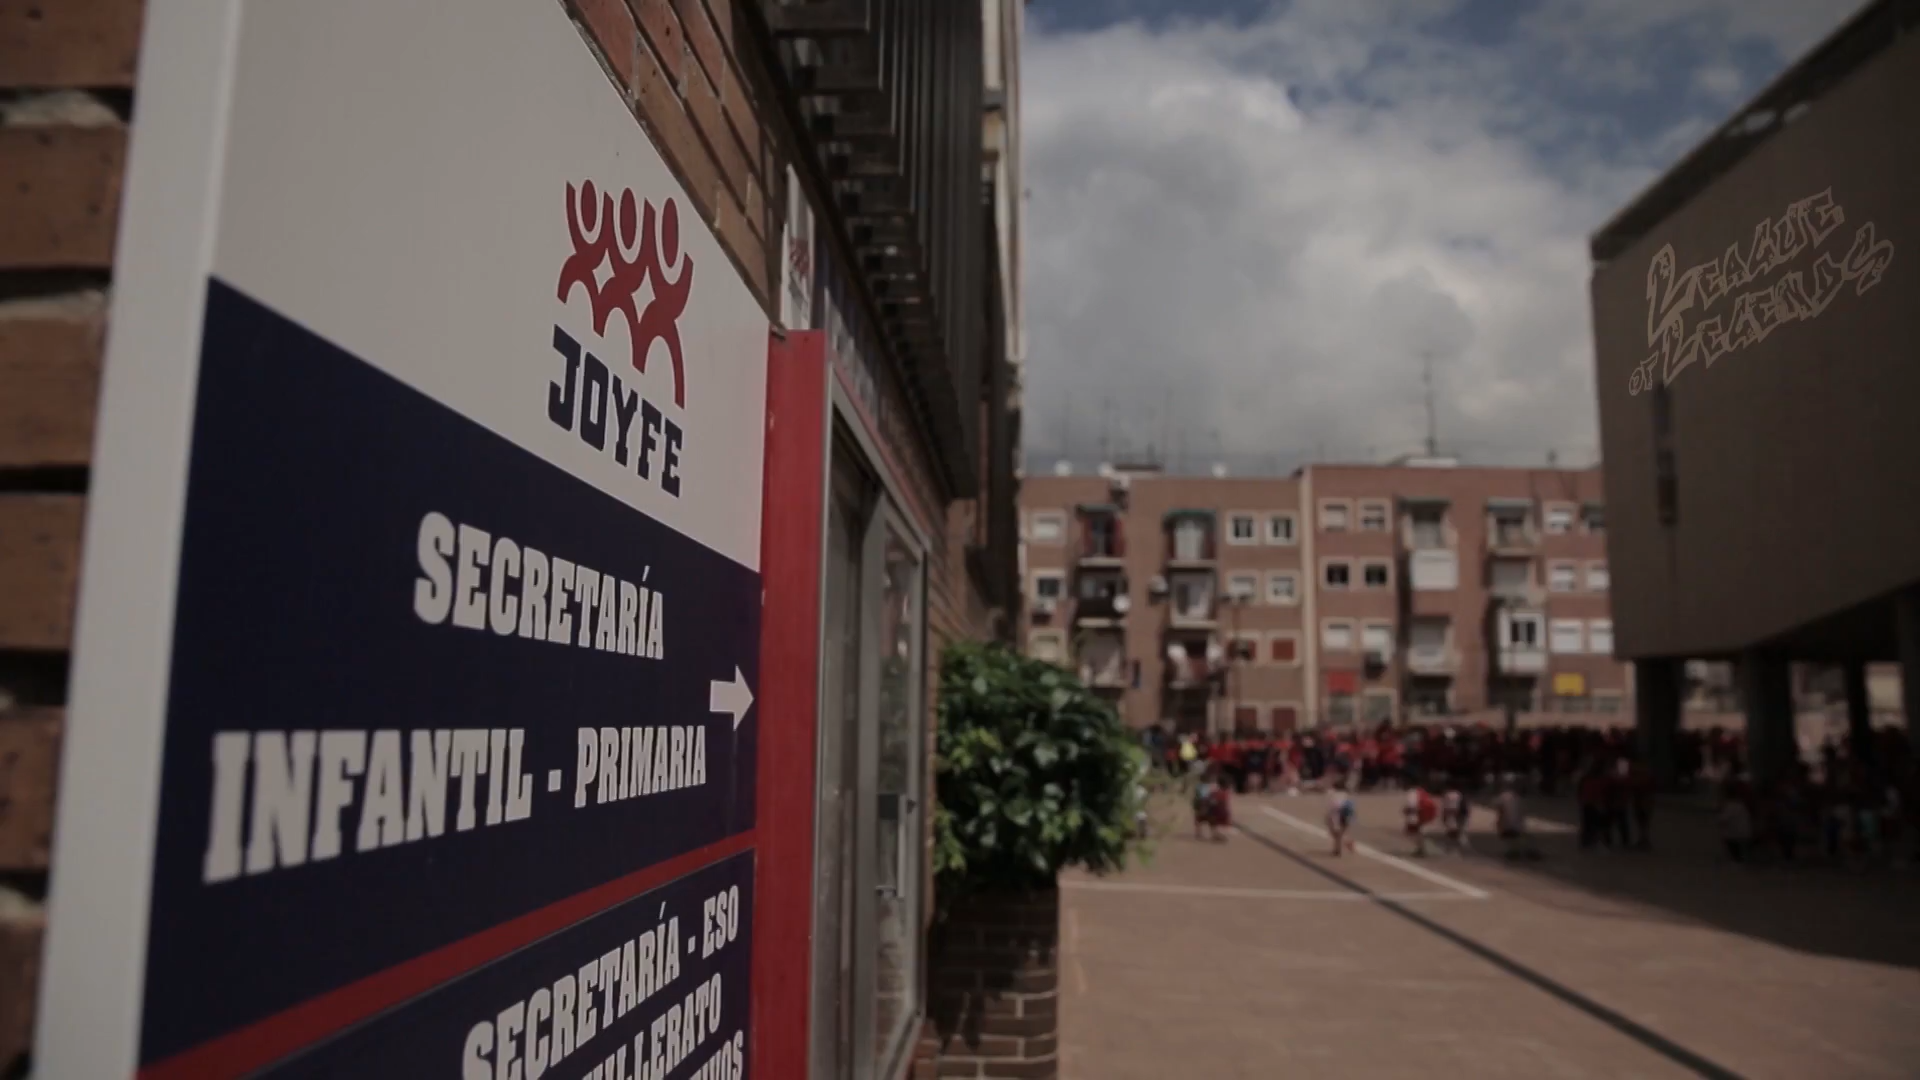 JOYFE
SECRETARÍA
INFANTIL - PRIMARIA
SECRETARÍA - ESO
LEAGUE
OF LEGENDS